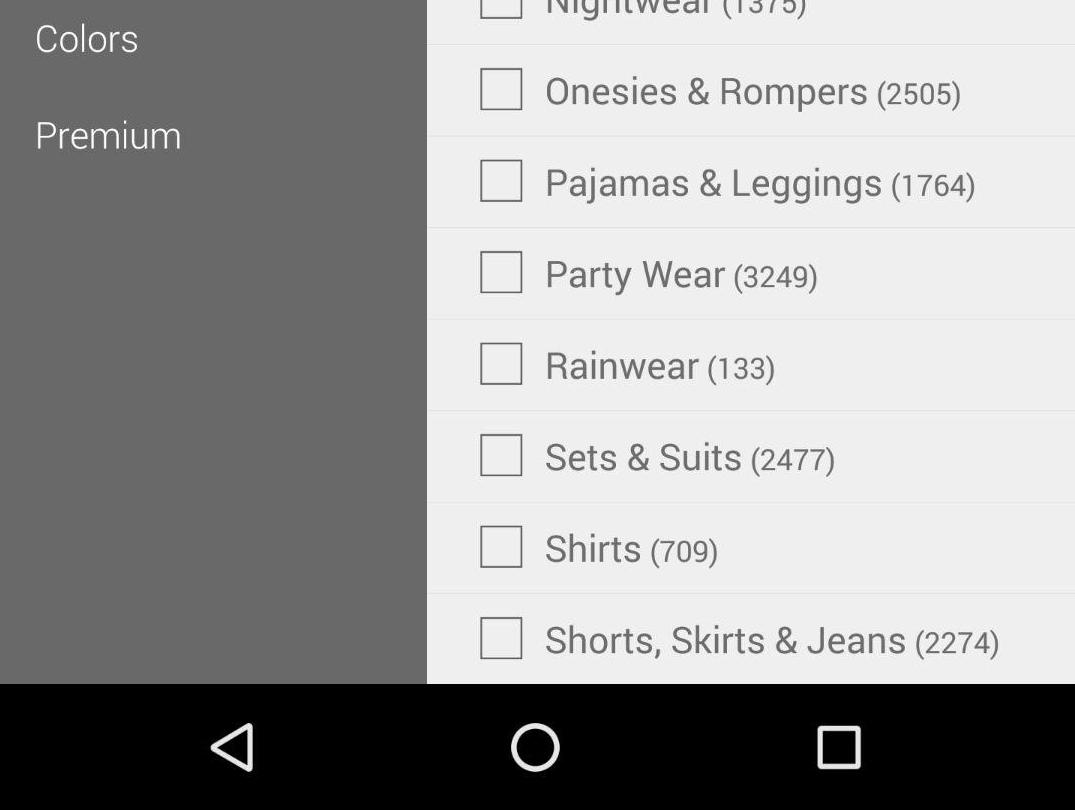 Colors
Premium
Nightwear (1375)
Onesies & Rompers (2505)
Pajamas & Leggings (1764)
Party Wear (3249)
Rainwear (133)
Sets & Suits (2477)
Shirts (709)
Shorts, Skirts & Jeans (2274)